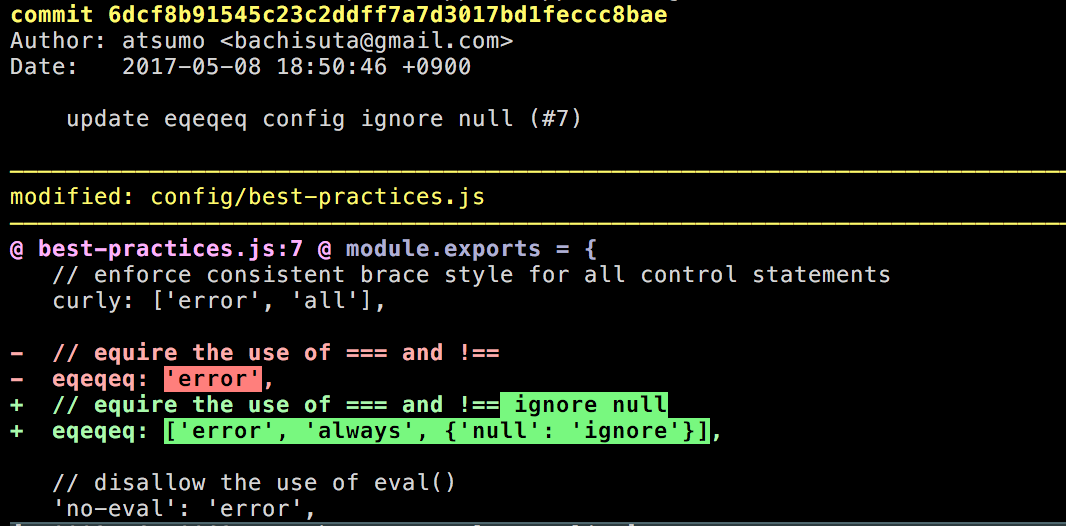 commit 6dcf8b91545c23c2ddff7a7d3017bd1feccc8bae
Author: atsumo <bachisuta@gmail.com>
Date:   2017-05-08 18:50:46 +0900
    update eqeqeq config ignore null (#7)
modified: config/best-practices.js
@ best-practices.js:7 @ module.exports = {
   // enforce consistent brace style for all control statements
   curly: ['error', 'all'],
-  // equire the use of === and !==
-  eqeqeq: 'error',
+  // equire the use of === and !== ignore null
+  eqeqeq: ['error', 'always', {'null': 'ignore'}],
   // disallow the use of eval()
   'no-eval': 'error',